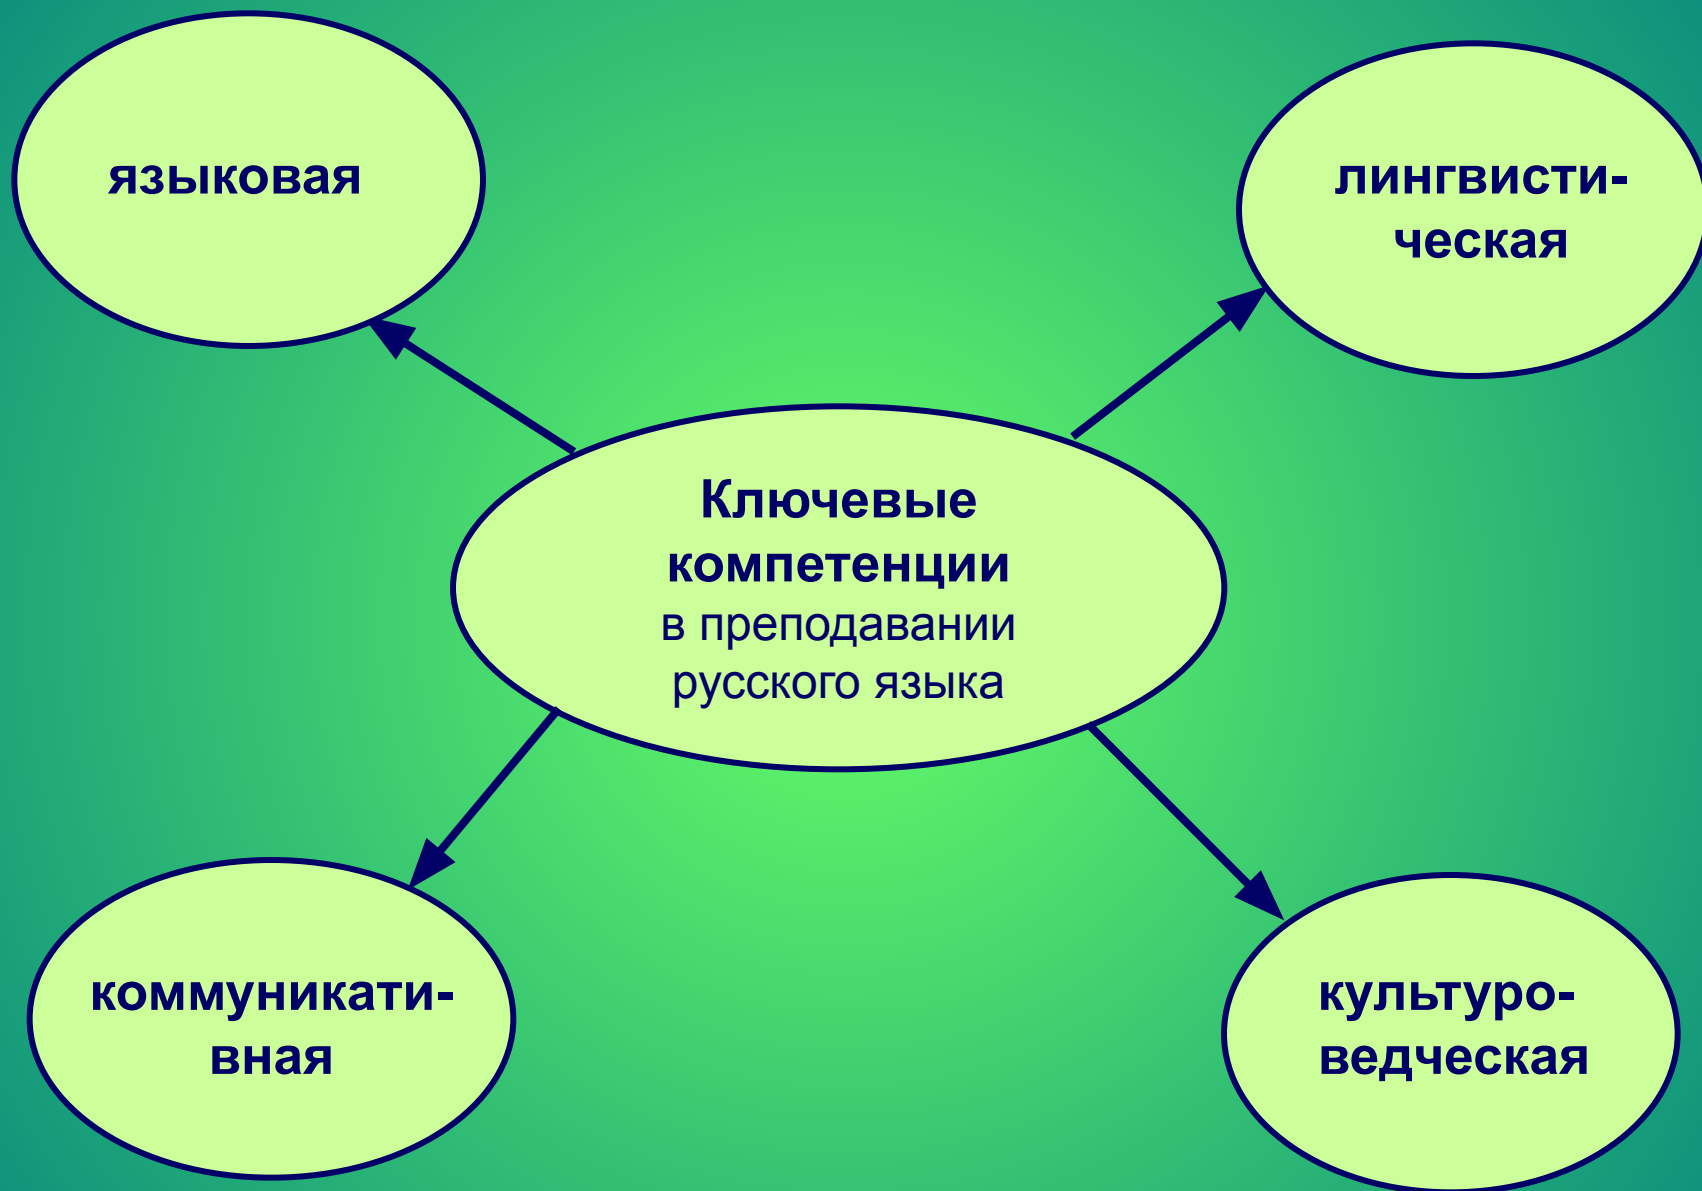 языковая
лингвисти-
ческая
Ключевые
компетенции
в преподавании
русского языка
коммуникати-
вная
культуро-
ведческая